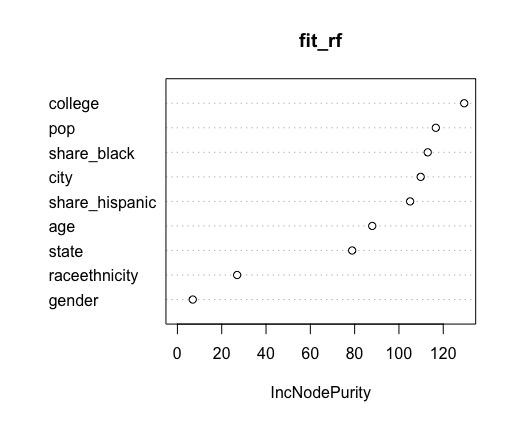 fit_rf
college
pop
share_black
city
share_hispanic
age
state
raceethnicity
gender
0 20 40 60 80 100 120
IncNodePurity